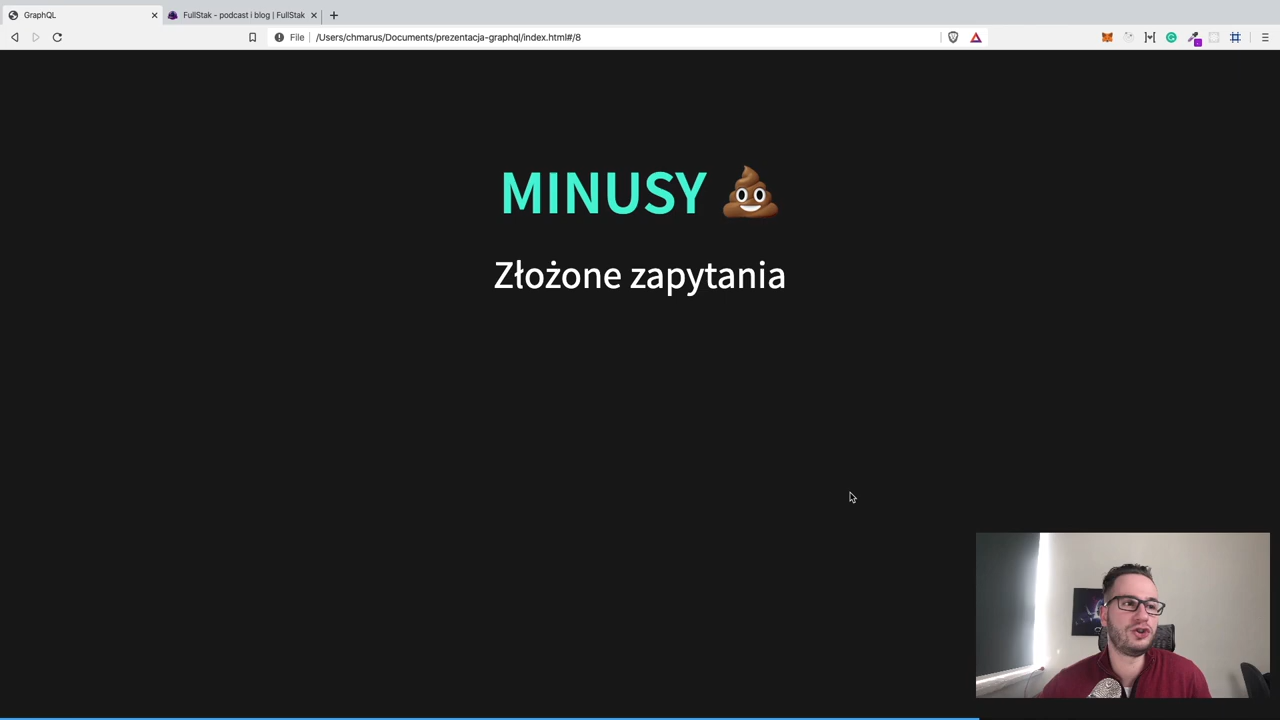 GraphQL
FullStak - podcast i blog | FullStak
File
/Users/chmarus/Documents/prezentacja-graphql/index.html#/8
MINUSY 💩
Złożone zapytania